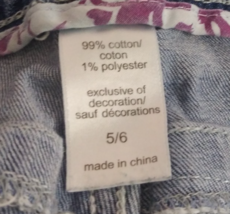 99% cotton/
coton
1% polyester
exclusive of
decoration/
sauf décorations
5/6
made in china